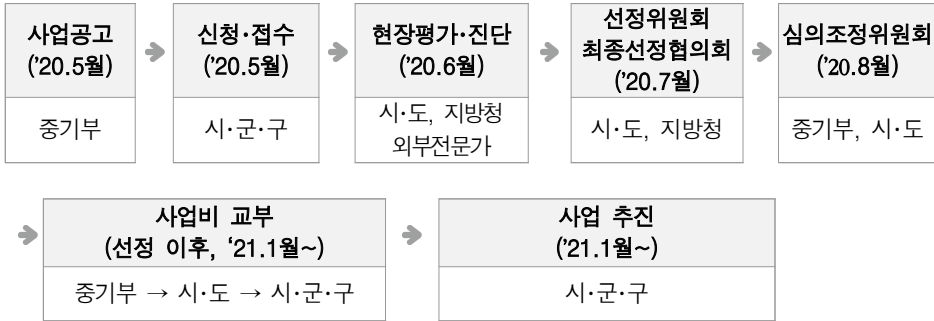 사업공고
('20.5월)
중기부
신청·접수
('20.5월)
시·군·구
현장평가·진단
('20.6월)
시·도, 지방청
외부전문가
선정위원회
최종선정협의회
('20.7월)
시·도, 지방청
심의조정위원회
('20.8월)
중기부, 시·도
사업비 교부
(선정 이후, ‘21.1월~)
중기부 → 시·도 → 시·군·구
사업 추진
('21.1월~)
시·군·구